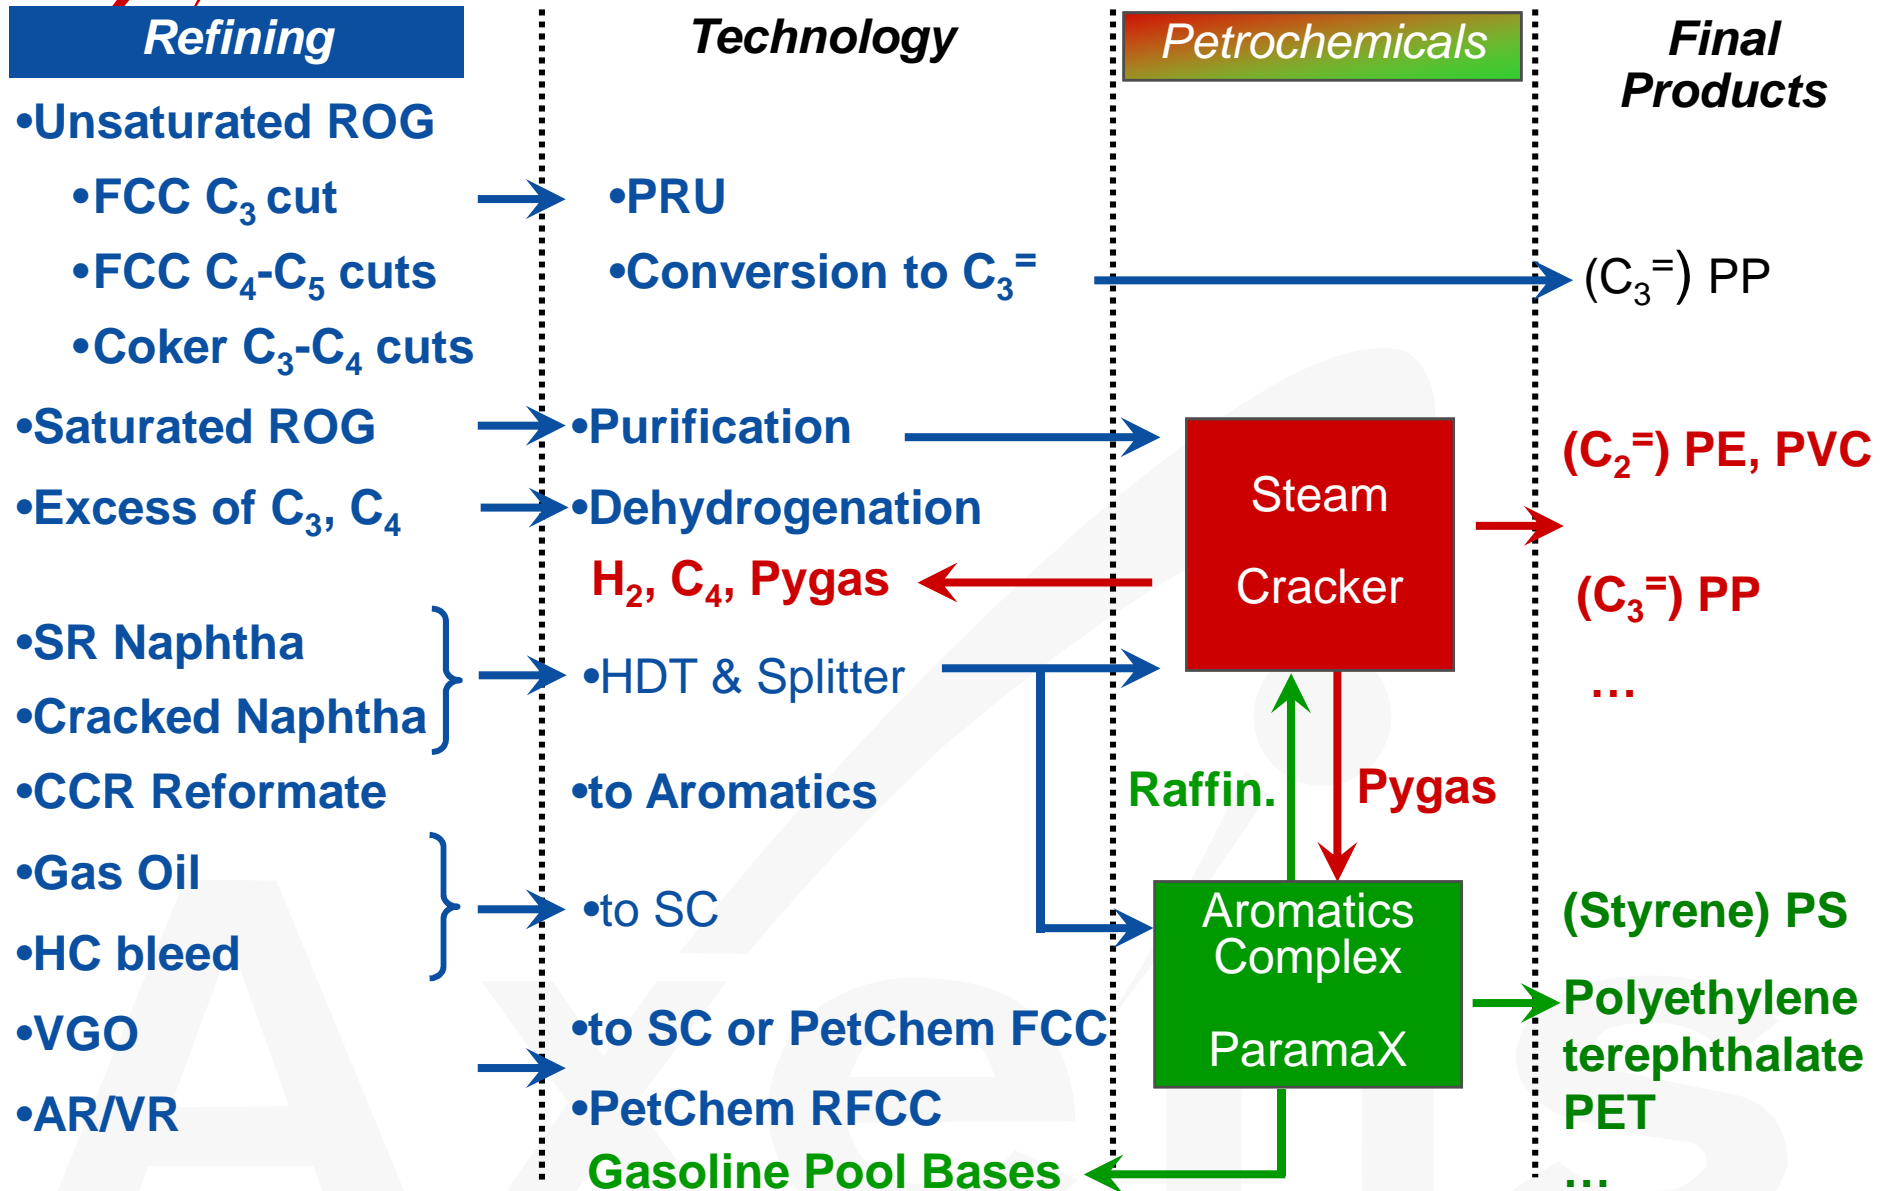 Refining
Technology
Petrochemicals
Final
Products
•Unsaturated ROG
•FCC C₃ cut
•PRU
•FCC C₄-C₅ cuts
•Conversion to C₃⁼
(C₃⁼) PP
•Coker C₃-C₄ cuts
•Saturated ROG
•Purification
(C₂⁼) PE, PVC
•Excess of C₃, C₄
•Dehydrogenation
Steam
Cracker
H₂, C₄, Pygas
(C₃⁼) PP
...
•SR Naphtha
•Cracked Naphtha
•HDT & Splitter
•CCR Reformate
•to Aromatics
Raffin.
Pygas
•Gas Oil
•HC bleed
•to SC
Aromatics
Complex
ParamaX
(Styrene) PS
Polyethylene
terephthalate
PET
...
•VGO
•to SC or PetChem FCC
•AR/VR
•PetChem RFCC
Gasoline Pool Bases
Axens